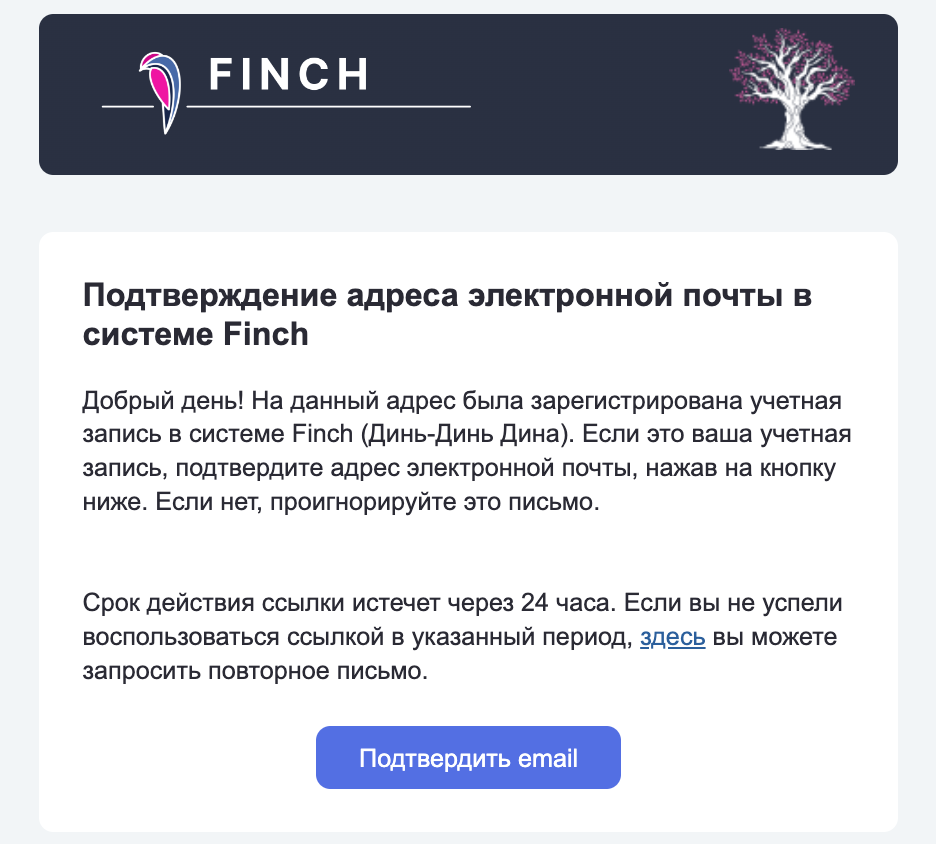 FINCH
Подтверждение адреса электронной почты в
системе Finch
Добрый день! На данный адрес была зарегистрирована учетная
запись в системе Finch (Динь-Динь Дина). Если это ваша учетная
запись, подтвердите адрес электронной почты, нажав на кнопку
ниже. Если нет, проигнорируйте это письмо.
Срок действия ссылки истечет через 24 часа. Если вы не успели
воспользоваться ссылкой в указанный период, здесь вы можете
запросить повторное письмо.
Подтвердить email